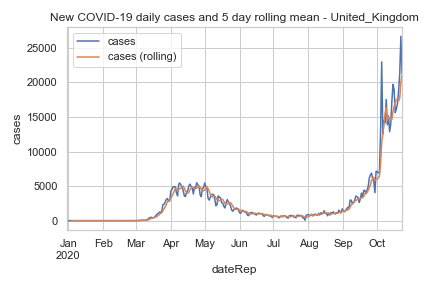 New COVID-19 daily cases and 5 day rolling mean - United_Kingdom
cases
cases (rolling)
25000
20000
15000
10000
5000
0
cases
Jan Feb Mar Apr May Jun Jul Aug Sep Oct
2020
dateRep